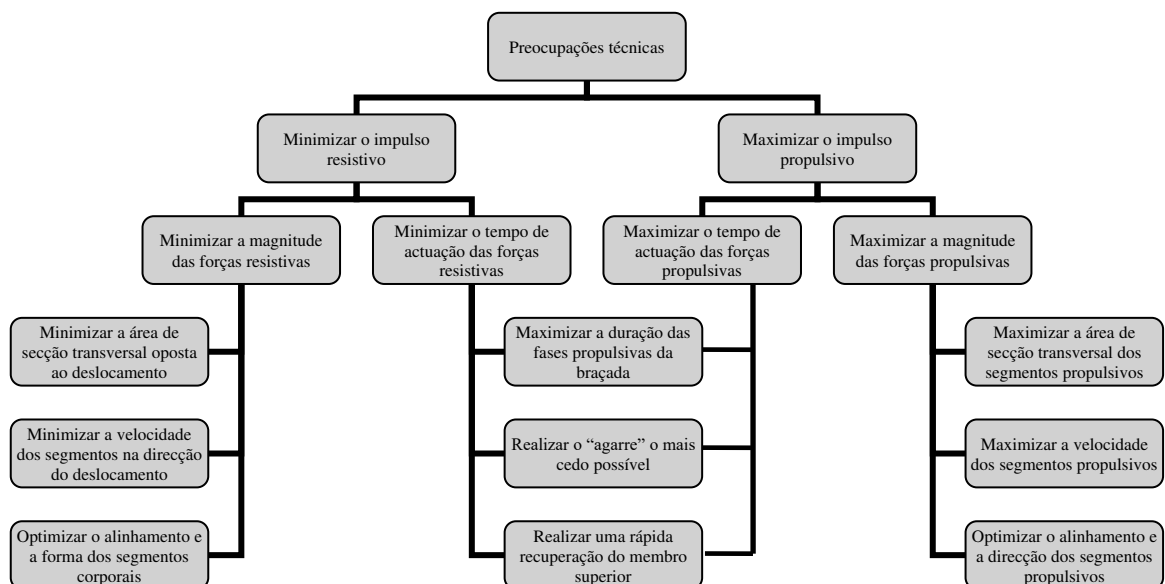 Preocupações técnicas
Minimizar o impulso
resistivo
Maximizar o impulso
propulsivo
Minimizar a magnitude
das forças resistivas
Minimizar o tempo de
actuação das forças
resistivas
Maximizar o tempo de
actuação das forças
propulsivas
Maximizar a magnitude
das forças propulsivas
Minimizar a área de
secção transversal oposta
ao deslocamento
Maximizar a duração das
fases propulsivas da
braçada
Maximizar a área de
secção transversal dos
segmentos propulsivos
Minimizar a velocidade
dos segmentos na direcção
do deslocamento
Realizar o “agarre” o mais
cedo possível
Maximizar a velocidade
dos segmentos propulsivos
Optimizar o alinhamento e
a forma dos segmentos
corporais
Realizar uma rápida
recuperação do membro
superior
Optimizar o alinhamento e
a direcção dos segmentos
propulsivos